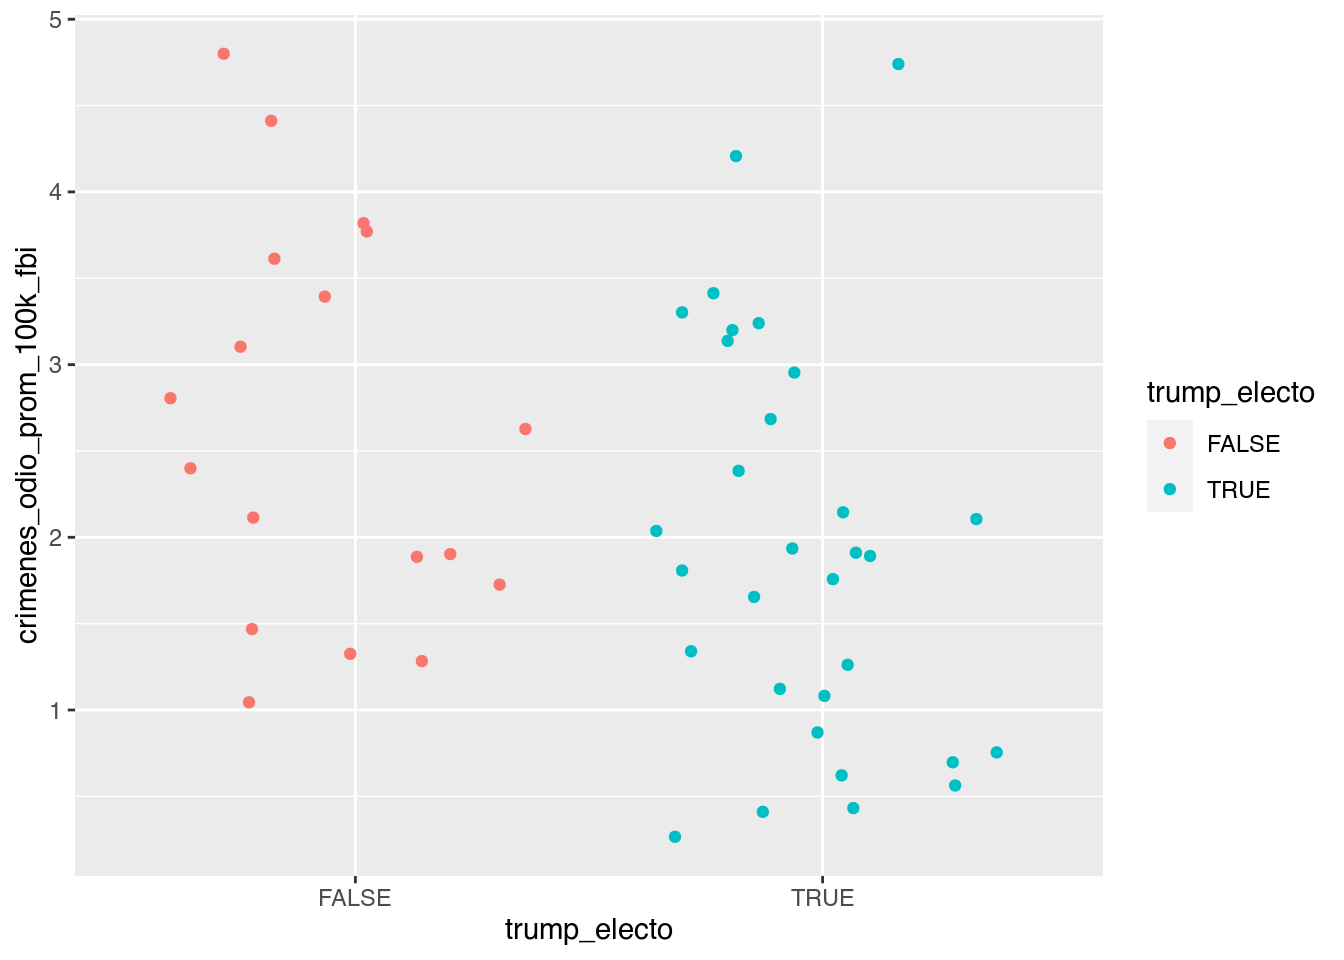 crimenes_odio_prom_100k_fbi
5
4
3
2
1
FALSE
TRUE
trump_electo
trump_electo
FALSE
TRUE